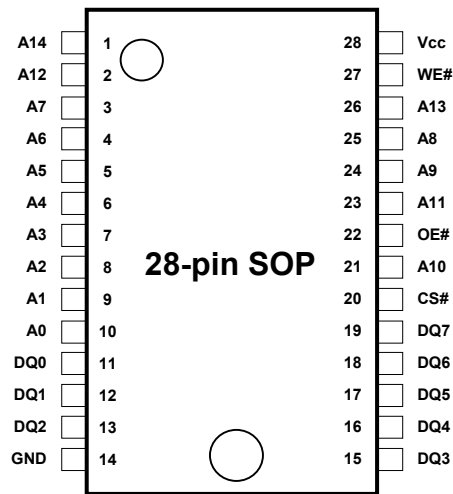 A14 1 28 Vcc
A12 2 27 WE#
A7 3 26 A13
A6 4 25 A8
A5 5 24 A9
A4 6 23 A11
A3 7 22 OE#
28-pin SOP
A2 8 21 A10
A1 9 20 CS#
A0 10 19 DQ7
DQ0 11 18 DQ6
DQ1 12 17 DQ5
DQ2 13 16 DQ4
GND 14 15 DQ3